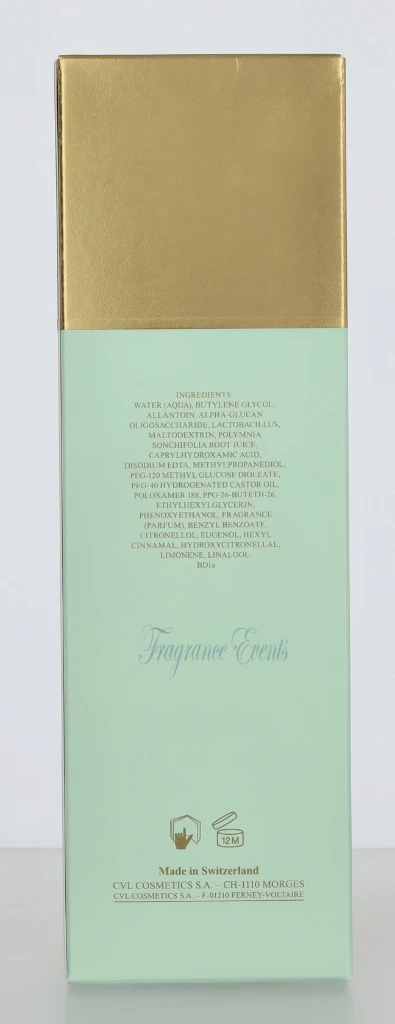 INGREDIENTS
WATER (AQUA), BUTYLENE GLYCOL,
ALLANTOIN, ALPHA-GLUCAN
OLIGOSACCHARIDE, LACTOBACILLUS,
MALTODEXTRIN, POLYMNIA
SONCHIFOLIA ROOT JUICE,
CAPRYLHYDROXAMIC ACID,
DISODIUM EDTA, METHYLPROPANEDIOL,
PEG-120 METHYL GLUCOSE DIOLEATE,
PEG-40 HYDROGENATED CASTOR OIL,
POLOXAMER 188, PPG-26-BUTETH-26,
ETHYLHEXYLGLYCERIN,
PHENOXYETHANOL, FRAGRANCE
(PARFUM), BENZYL BENZOATE,
CITRONELLOL, EUGENOL, HEXYL
CINNAMAL, HYDROXYCITRONELLAL,
LIMONENE, LINALOOL
BD1a
Fragrance Events
12M
Made in Switzerland
CVL COSMETICS S.A. – CH-1110 MORGES
CVL COSMETICS S.A. – F-01210 FERNEY-VOLTAIRE